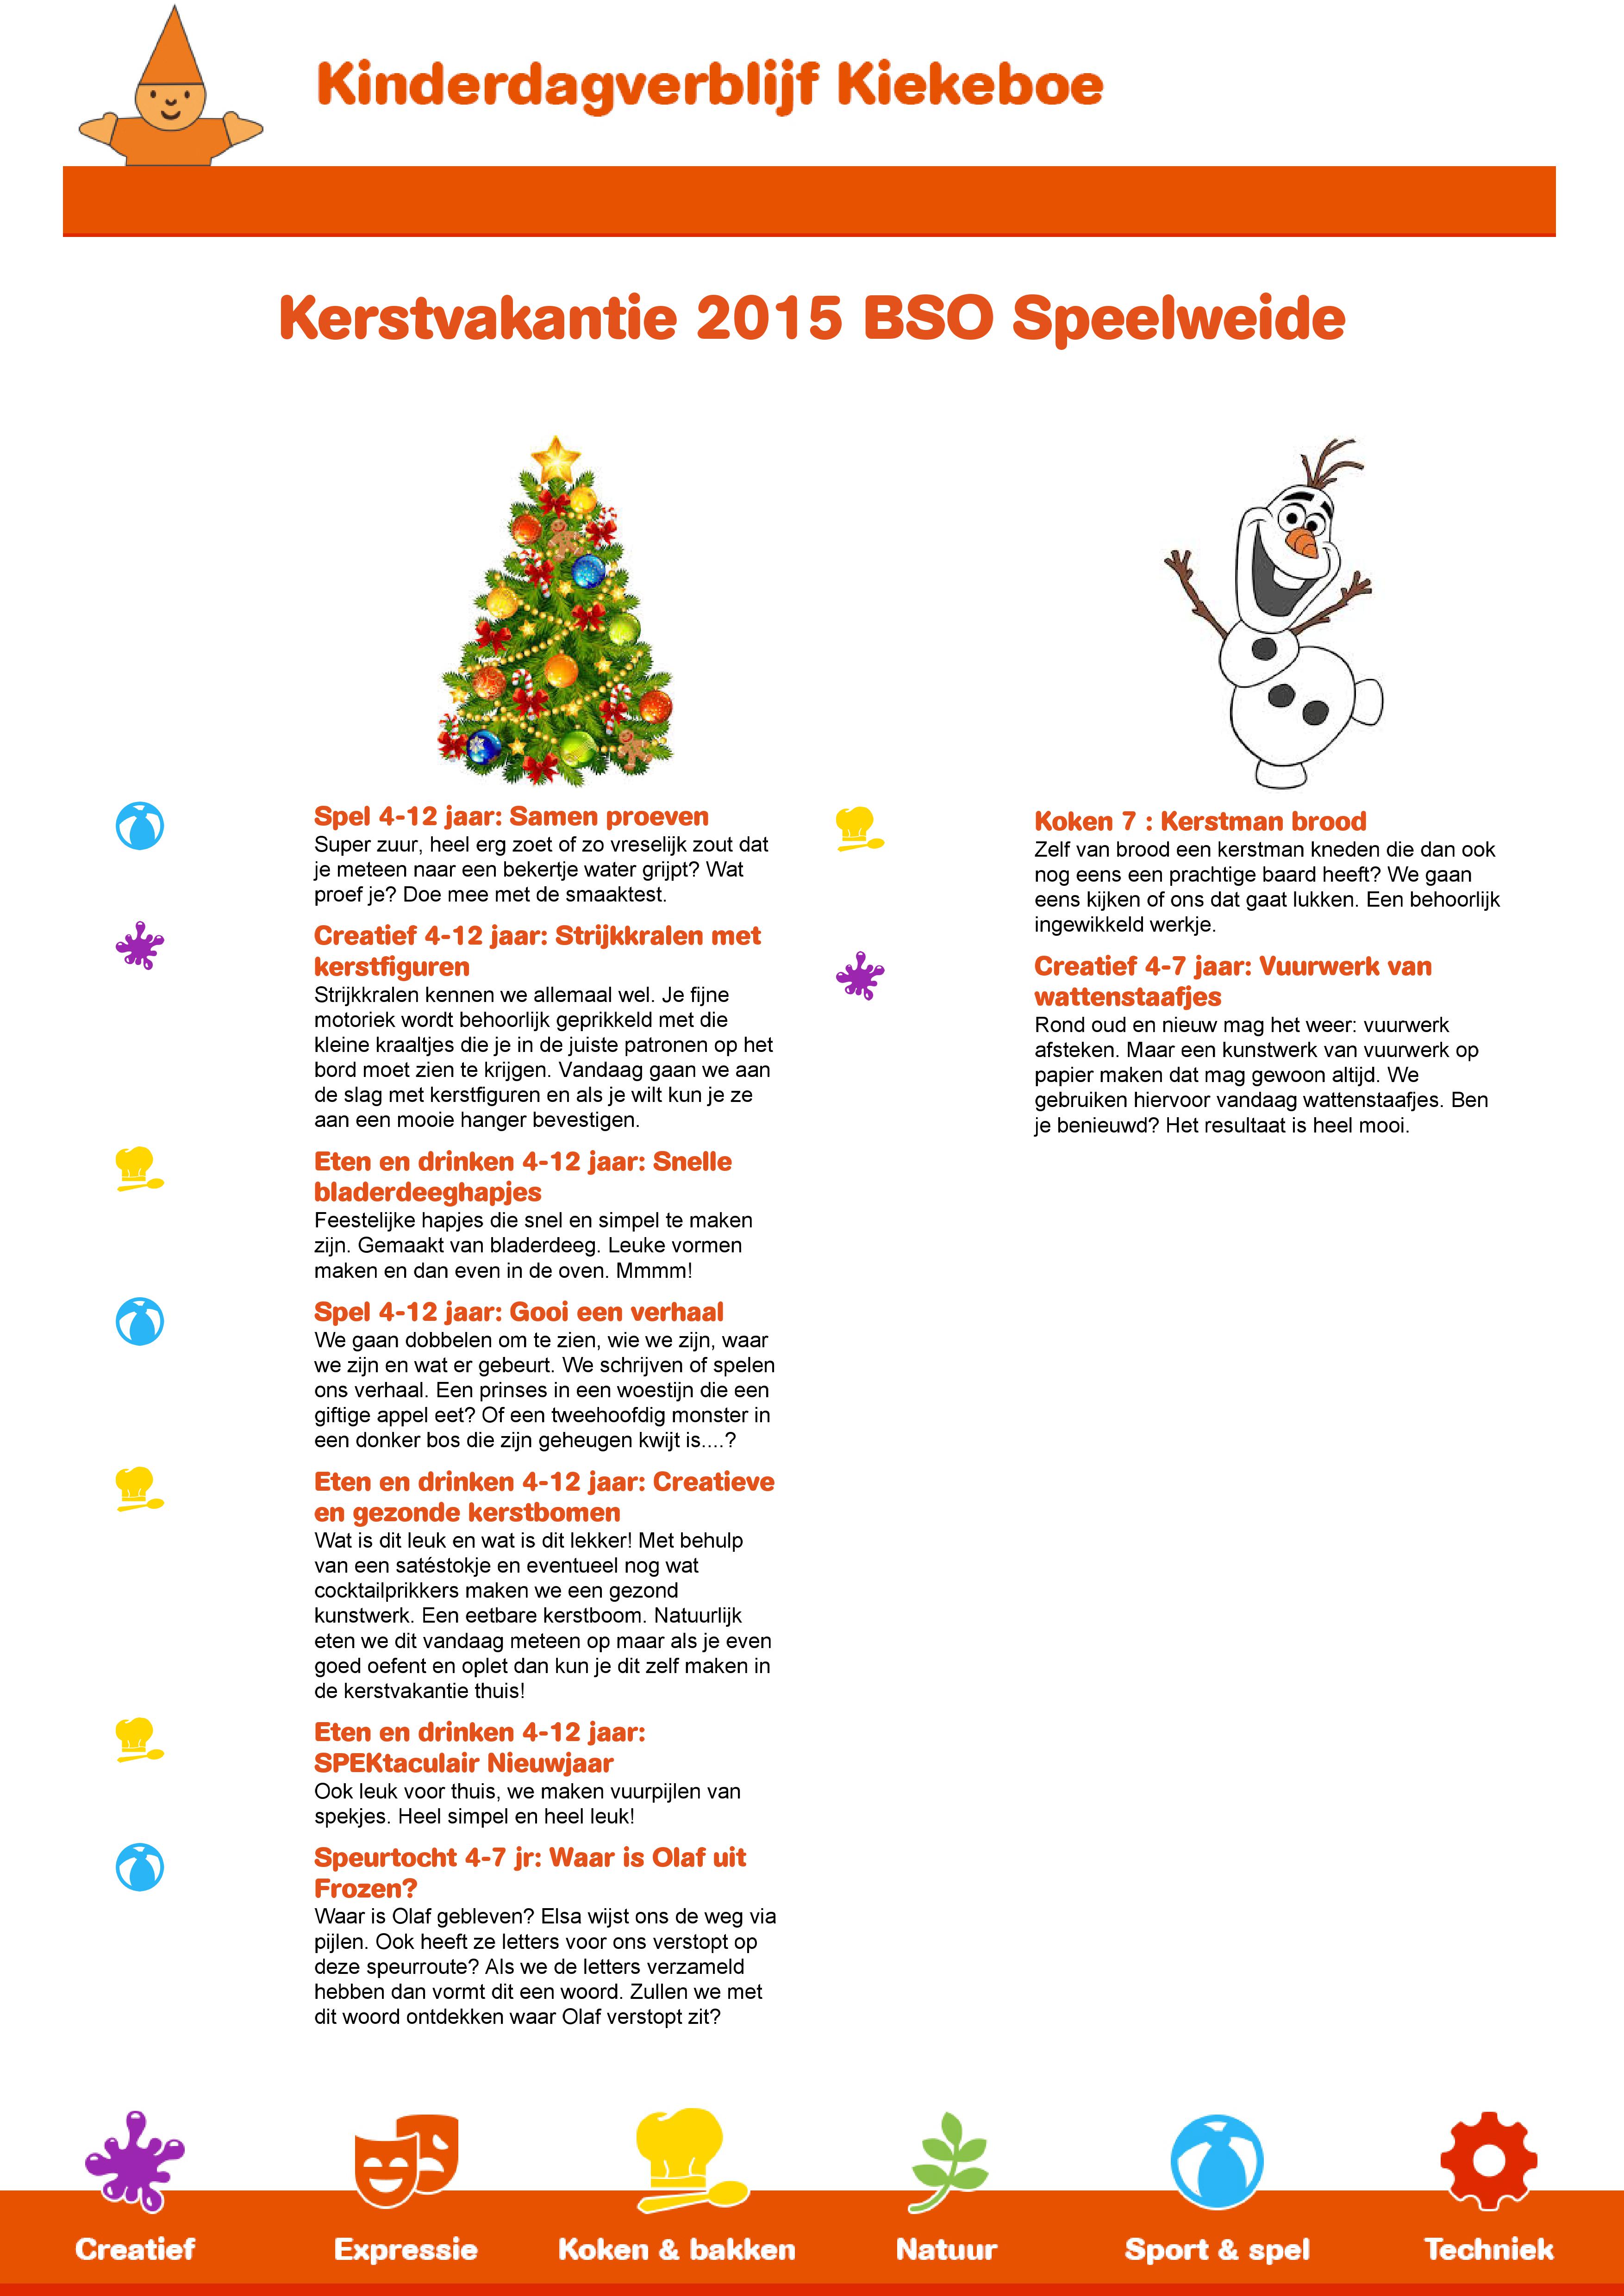 Kinderdagverblijf Kiekeboe
Kerstvakantie 2015 BSO Speelweide
Spel 4-12 jaar: Samen proeven
Super zuur, heel erg zoet of zo vreselijk zout dat
je meteen naar een bekertje water grijpt? Wat
proef je? Doe mee met de smaaktest.
Creatief 4-12 jaar: Strijkkralen met
kerstfiguren
Strijkkralen kennen we allemaal wel. Je fijne
motoriek wordt behoorlijk geprikkeld met die
kleine kraaltjes die je in de juiste patronen op het
bord moet zien te krijgen. Vandaag gaan we aan
de slag met kerstfiguren en als je wilt kun je ze
aan een mooie hanger bevestigen.
Eten en drinken 4-12 jaar: Snelle
bladerdeeghapjes
Feestelijke hapjes die snel en simpel te maken
zijn. Gemaakt van bladerdeeg. Leuke vormen
maken en dan even in de oven. Mmmm!
Spel 4-12 jaar: Gooi een verhaal
We gaan dobbelen om te zien, wie we zijn, waar
we zijn en wat er gebeurt. We schrijven of spelen
ons verhaal. Een prinses in een woestijn die een
giftige appel eet? Of een tweehoofdig monster in
een donker bos die zijn geheugen kwijt is....?
Eten en drinken 4-12 jaar: Creatieve
en gezonde kerstbomen
Wat is dit leuk en wat is dit lekker! Met behulp
van een satéstokje en eventueel nog wat
cocktailprikkers maken we een gezond
kunstwerk. Een eetbare kerstboom. Natuurlijk
eten we dit vandaag meteen op maar als je even
goed oefent en oplet dan kun je dit zelf maken in
de kerstvakantie thuis!
Eten en drinken 4-12 jaar:
SPEKtaculair Nieuwjaar
Ook leuk voor thuis, we maken vuurpijlen van
spekjes. Heel simpel en heel leuk!
Speurtocht 4-7 jr: Waar is Olaf uit
Frozen?
Waar is Olaf gebleven? Elsa wijst ons de weg via
pijlen. Ook heeft ze letters voor ons verstopt op
deze speurroute? Als we de letters verzameld
hebben dan vormt dit een woord. Zullen we met
dit woord ontdekken waar Olaf verstopt zit?
Koken 7 : Kerstman brood
Zelf van brood een kerstman kneden die dan ook
nog eens een prachtige baard heeft? We gaan
eens kijken of ons dat gaat lukken. Een behoorlijk
ingewikkeld werkje.
Creatief 4-7 jaar: Vuurwerk van
wattenstaafjes
Rond oud en nieuw mag het weer: vuurwerk
afsteken. Maar een kunstwerk van vuurwerk op
papier maken dat mag gewoon altijd. We
gebruiken hiervoor vandaag wattenstaafjes. Ben
je benieuwd? Het resultaat is heel mooi.
Creatief
Expressie
Koken & bakken
Natuur
Sport & spel
Techniek